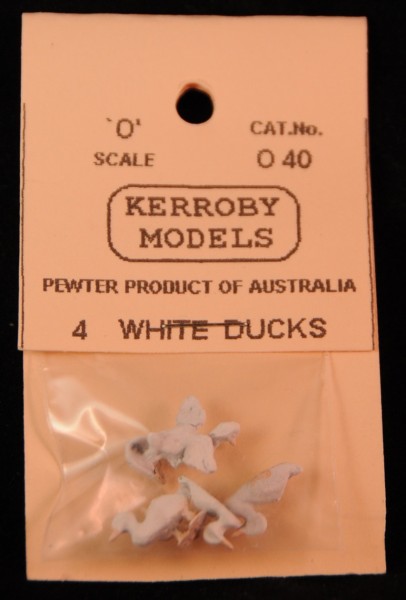 'O' CAT.No.
SCALE O 40
KERROBY
MODELS
PEWTER PRODUCT OF AUSTRALIA
4 WHITE DUCKS